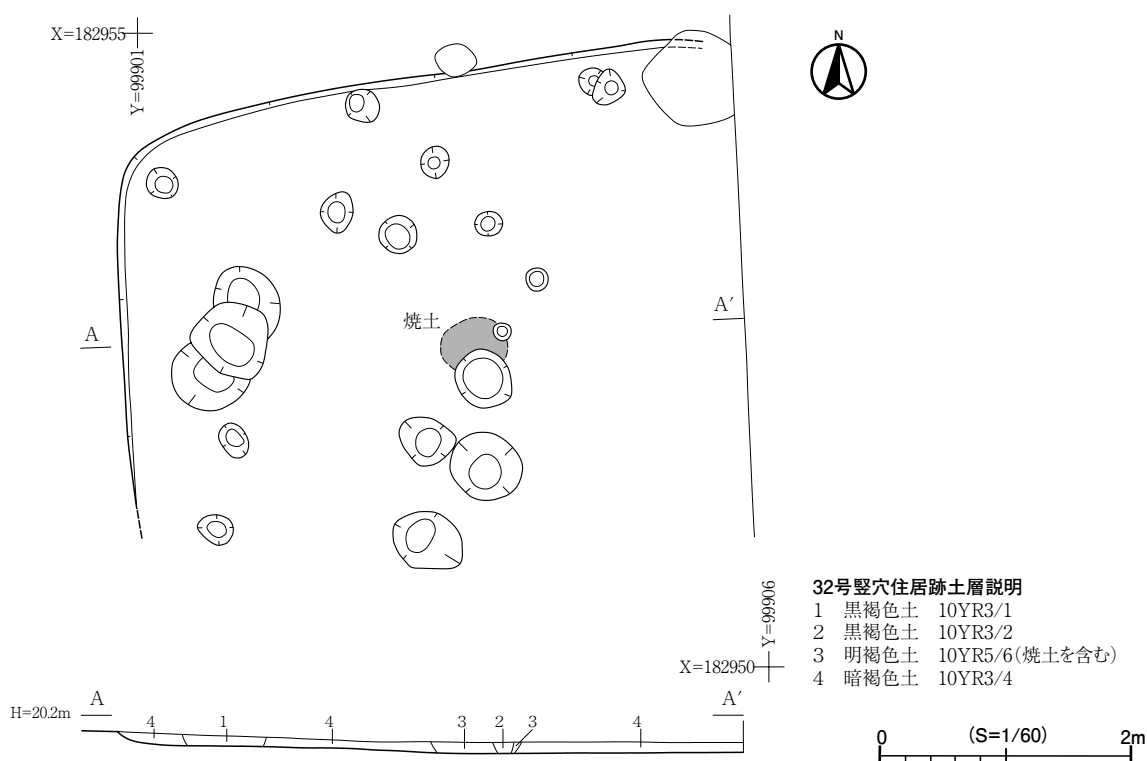 X=182955
Y=99901
N
焼土
A
A′
32号竪穴住居跡土層説明
1 黒褐色土 10YR3/1
2 黒褐色土 10YR3/2
3 明褐色土 10YR5/6(焼土を含む)
4 暗褐色土 10YR3/4
Y=99906
X=182950
H=20.2m
A
A′
4 1 4 3 2 3 4
0 (S=1/60) 2m